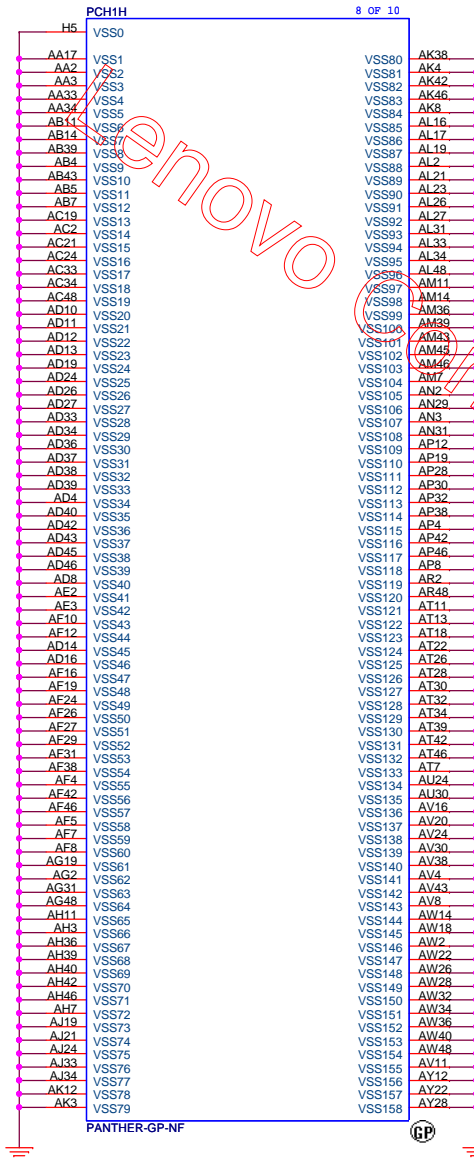 PCH1H 8 OF 10
H5 VSS0
AA17 VSS1 VSS80 AK38
AA2 VSS2 VSS81 AK4
AA3 VSS3 VSS82 AK42
AA33 VSS4 VSS83 AK46
AA34 VSS5 VSS84 AK8
AB11 VSS6 VSS85 AL16
AB14 VSS7 VSS86 AL17
AB39 VSS8 VSS87 AL19
AB4 VSS9 VSS88 AL2
AB43 VSS10 VSS89 AL21
AB5 VSS11 VSS90 AL23
AB7 VSS12 VSS91 AL26
AC19 VSS13 VSS92 AL27
AC2 VSS14 VSS93 AL31
AC21 VSS15 VSS94 AL33
AC24 VSS16 VSS95 AL34
AC33 VSS17 VSS96 AL48
AC34 VSS18 VSS97 AM11
AC48 VSS19 VSS98 AM14
AD10 VSS20 VSS99 AM36
AD11 VSS21 VSS100 AM39
AD12 VSS22 VSS101 AM43
AD13 VSS23 VSS102 AM45
AD19 VSS24 VSS103 AM46
AD24 VSS25 VSS104 AM7
AD26 VSS26 VSS105 AN2
AD27 VSS27 VSS106 AN29
AD33 VSS28 VSS107 AN3
AD34 VSS29 VSS108 AN31
AD36 VSS30 VSS109 AP12
AD37 VSS31 VSS110 AP19
AD38 VSS32 VSS111 AP28
AD39 VSS33 VSS112 AP30
AD4 VSS34 VSS113 AP32
AD40 VSS35 VSS114 AP38
AD42 VSS36 VSS115 AP4
AD43 VSS37 VSS116 AP42
AD45 VSS38 VSS117 AP46
AD46 VSS39 VSS118 AP8
AD8 VSS40 VSS119 AR2
AE2 VSS41 VSS120 AR48
AE3 VSS42 VSS121 AT11
AF10 VSS43 VSS122 AT13
AF12 VSS44 VSS123 AT18
AD14 VSS45 VSS124 AT22
AD16 VSS46 VSS125 AT26
AF16 VSS47 VSS126 AT28
AF19 VSS48 VSS127 AT30
AF24 VSS49 VSS128 AT32
AF26 VSS50 VSS129 AT34
AF27 VSS51 VSS130 AT39
AF29 VSS52 VSS131 AT42
AF31 VSS53 VSS132 AT46
AF38 VSS54 VSS133 AT7
AF4 VSS55 VSS134 AU24
AF42 VSS56 VSS135 AU30
AF46 VSS57 VSS136 AV16
AF5 VSS58 VSS137 AV20
AF7 VSS59 VSS138 AV24
AF8 VSS60 VSS139 AV30
AG19 VSS61 VSS140 AV38
AG2 VSS62 VSS141 AV4
AG31 VSS63 VSS142 AV43
AG48 VSS64 VSS143 AV8
AH11 VSS65 VSS144 AW14
AH3 VSS66 VSS145 AW18
AH36 VSS67 VSS146 AW2
AH39 VSS68 VSS147 AW22
AH40 VSS69 VSS148 AW26
AH42 VSS70 VSS149 AW28
AH46 VSS71 VSS150 AW32
AH7 VSS72 VSS151 AW34
AJ19 VSS73 VSS152 AW36
AJ21 VSS74 VSS153 AW40
AJ24 VSS75 VSS154 AW48
AJ33 VSS76 VSS155 AV11
AJ34 VSS77 VSS156 AY12
AK12 VSS78 VSS157 AY22
AK3 VSS79 VSS158 AY28
PANTHER-GP-NF GP
Lenovo